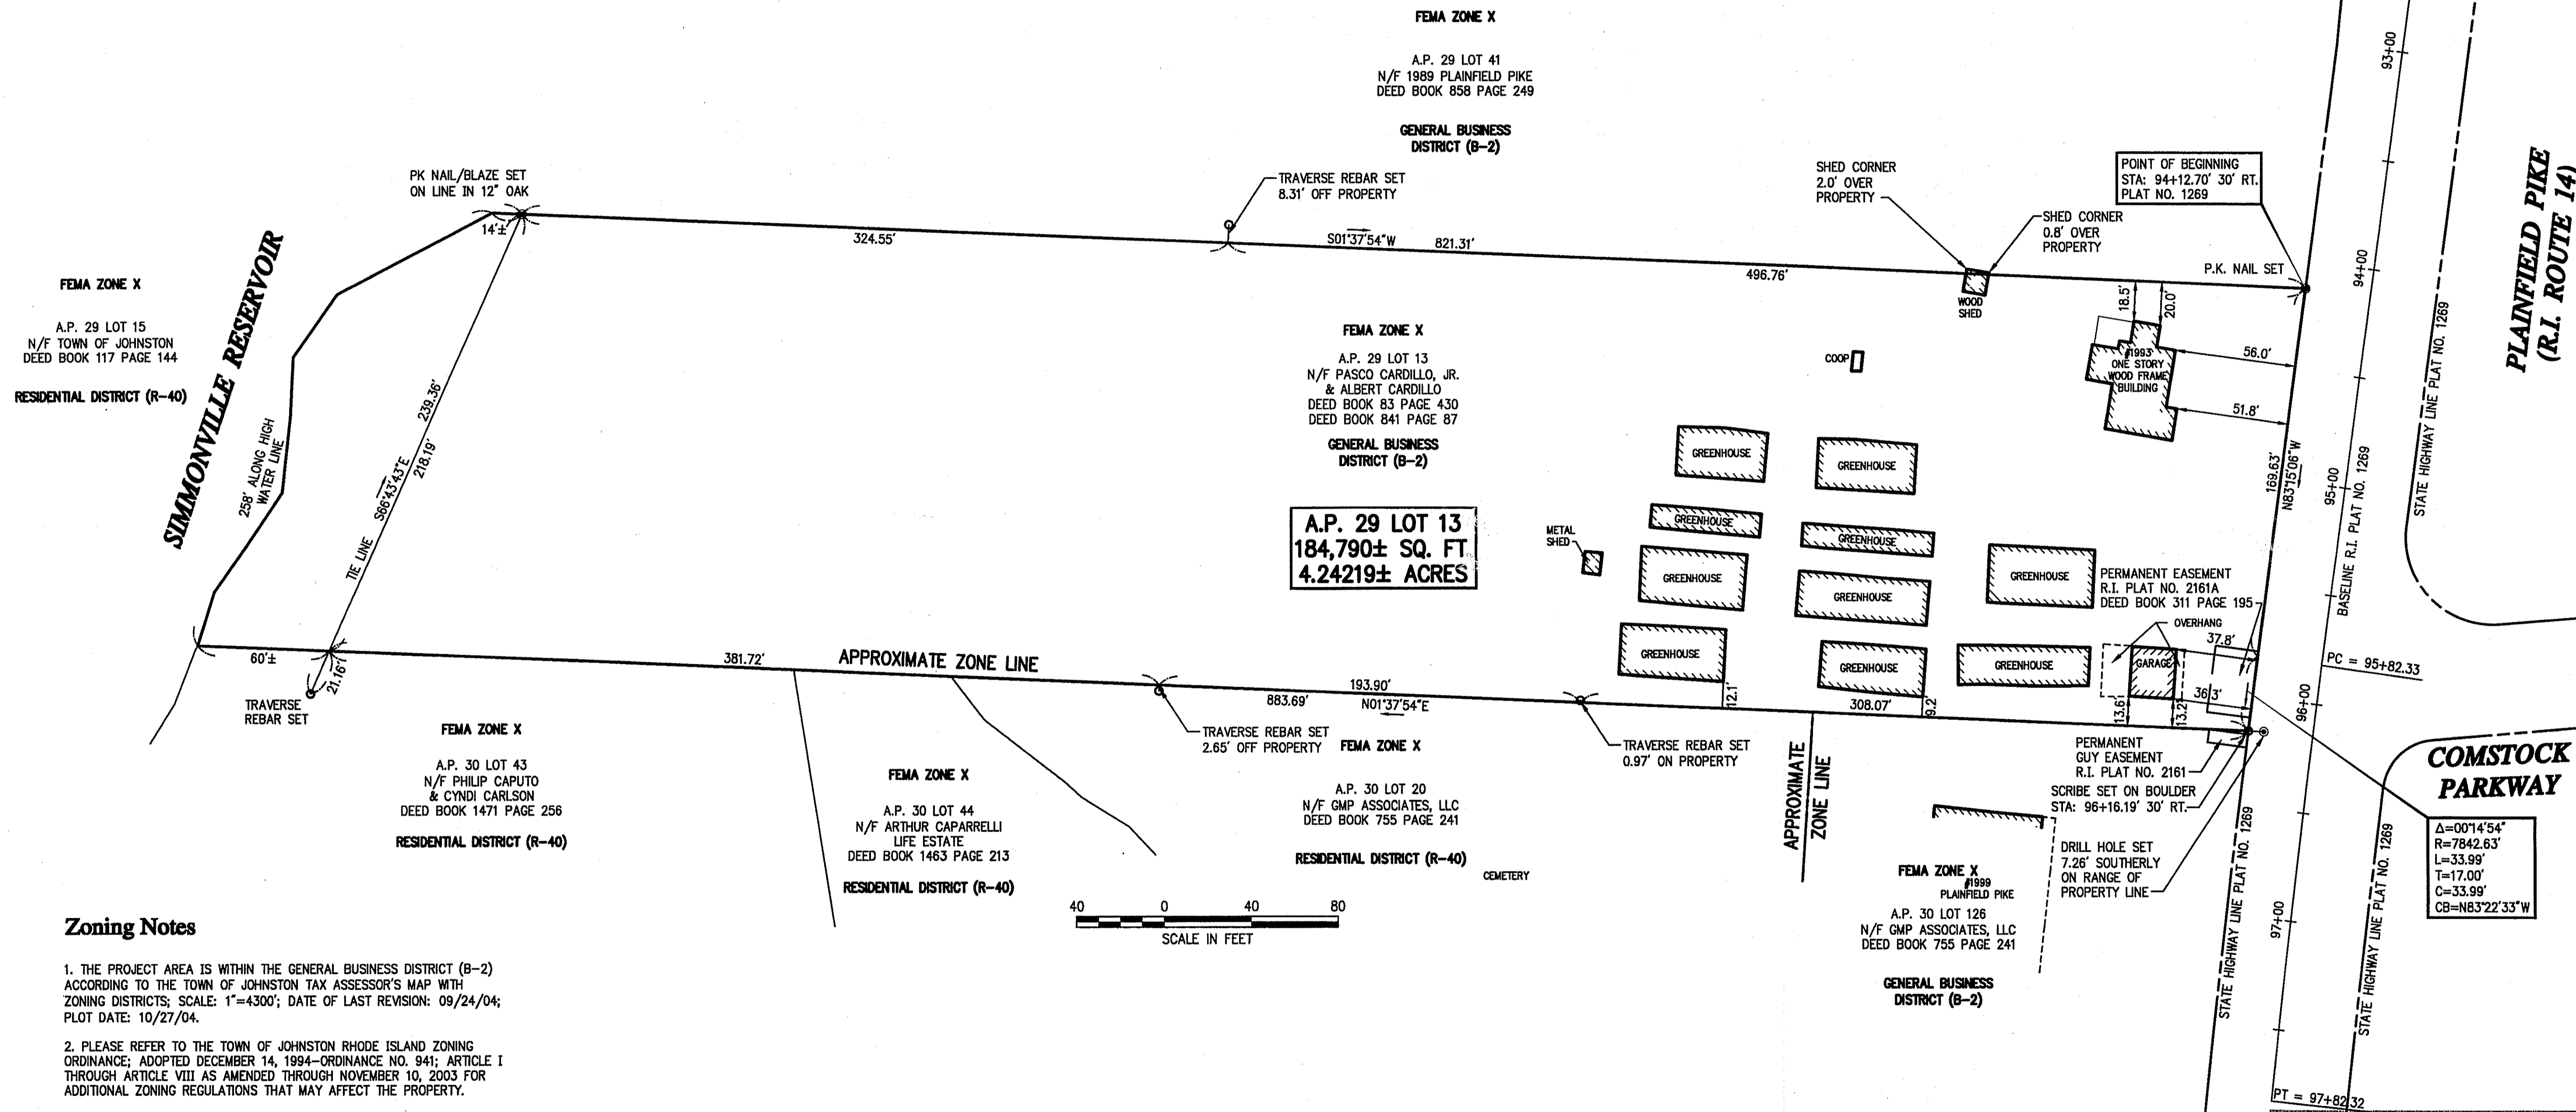 FEMA ZONE X
A.P. 29 LOT 41
N/F 1989 PLAINFIELD PIKE
DEED BOOK 858 PAGE 249
GENERAL BUSINESS
DISTRICT (B-2)
PK NAIL/BLAZE SET
ON LINE IN 12" OAK
TRAVERSE REBAR SET
8.31' OFF PROPERTY
SHED CORNER
2.0' OVER
PROPERTY
SHED CORNER
0.8' OVER
PROPERTY
POINT OF BEGINNING
STA: 94+12.70' 30' RT.
PLAT NO. 1269
P.K. NAIL SET
14'±
324.55'
S01°37'54"W
821.31'
496.76'
WOOD
SHED
18.5'
20.0'
FEMA ZONE X
A.P. 29 LOT 15
N/F TOWN OF JOHNSTON
DEED BOOK 117 PAGE 144
RESIDENTIAL DISTRICT (R-40)
SIMMONVILLE RESERVOIR
258' ALONG HIGH
WATER LINE
TIE LINE
S66°43'43"E
239.36'
218.19'
21.16'
FEMA ZONE X
A.P. 29 LOT 13
N/F PASCO CARDILLO, JR.
& ALBERT CARDILLO
DEED BOOK 83 PAGE 430
DEED BOOK 841 PAGE 87
GENERAL BUSINESS
DISTRICT (B-2)
A.P. 29 LOT 13
184,790± SQ. FT
4.24219± ACRES
COOP
#1993
ONE STORY
WOOD FRAME
BUILDING
56.0'
51.8'
METAL
SHED
GREENHOUSE
GREENHOUSE
GREENHOUSE
GREENHOUSE
GREENHOUSE
GREENHOUSE
GREENHOUSE
GREENHOUSE
GREENHOUSE
GREENHOUSE
PERMANENT EASEMENT
R.I. PLAT NO. 2161A
DEED BOOK 311 PAGE 195
OVERHANG
GARAGE
37.8'
36.3'
13.6'
13.2'
12.1'
9.2'
169.63'
N83°15'06"W
STATE HIGHWAY LINE PLAT NO. 1269
BASELINE R.I. PLAT NO. 1269
93+00
94+00
95+00
96+00
97+00
PC = 95+82.33
PT = 97+82.32
PLAINFIELD PIKE
(R.I. ROUTE 14)
COMSTOCK
PARKWAY
Δ=00°14'54"
R=7842.63'
L=33.99'
T=17.00'
C=33.99'
CB=N83°22'33"W
STATE HIGHWAY LINE PLAT NO. 1269
STATE HIGHWAY LINE PLAT NO. 1269
60'±
381.72'
APPROXIMATE ZONE LINE
193.90'
883.69'
N01°37'54"E
308.07'
TRAVERSE
REBAR SET
TRAVERSE REBAR SET
2.65' OFF PROPERTY
TRAVERSE REBAR SET
0.97' ON PROPERTY
APPROXIMATE
ZONE LINE
PERMANENT
GUY EASEMENT
R.I. PLAT NO. 2161
SCRIBE SET ON BOULDER
STA: 96+16.19' 30' RT.
DRILL HOLE SET
7.26' SOUTHERLY
ON RANGE OF
PROPERTY LINE
FEMA ZONE X
A.P. 30 LOT 43
N/F PHILIP CAPUTO
& CYNDI CARLSON
DEED BOOK 1471 PAGE 256
RESIDENTIAL DISTRICT (R-40)
FEMA ZONE X
A.P. 30 LOT 44
N/F ARTHUR CAPARRELLI
LIFE ESTATE
DEED BOOK 1463 PAGE 213
RESIDENTIAL DISTRICT (R-40)
FEMA ZONE X
A.P. 30 LOT 20
N/F GMP ASSOCIATES, LLC
DEED BOOK 755 PAGE 241
RESIDENTIAL DISTRICT (R-40)
CEMETERY
FEMA ZONE X
#1999
PLAINFIELD PIKE
A.P. 30 LOT 126
N/F GMP ASSOCIATES, LLC
DEED BOOK 755 PAGE 241
GENERAL BUSINESS
DISTRICT (B-2)
40 0 40 80
SCALE IN FEET
Zoning Notes
1. THE PROJECT AREA IS WITHIN THE GENERAL BUSINESS DISTRICT (B-2)
ACCORDING TO THE TOWN OF JOHNSTON TAX ASSESSOR'S MAP WITH
ZONING DISTRICTS; SCALE: 1"=4300'; DATE OF LAST REVISION: 09/24/04;
PLOT DATE: 10/27/04.
2. PLEASE REFER TO THE TOWN OF JOHNSTON RHODE ISLAND ZONING
ORDINANCE; ADOPTED DECEMBER 14, 1994-ORDINANCE NO. 941; ARTICLE I
THROUGH ARTICLE VIII AS AMENDED THROUGH NOVEMBER 10, 2003 FOR
ADDITIONAL ZONING REGULATIONS THAT MAY AFFECT THE PROPERTY.